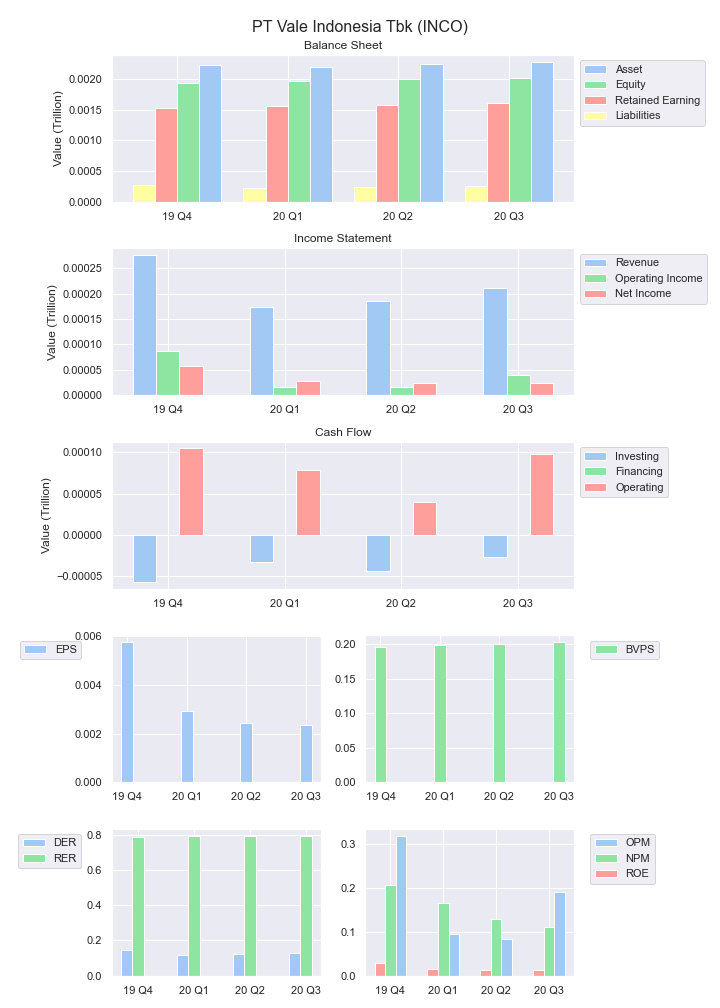 PT Vale Indonesia Tbk (INCO)
Balance Sheet
Value (Trillion)
0.0020
0.0015
0.0010
0.0005
0.0000
19 Q4 20 Q1 20 Q2 20 Q3
Asset
Equity
Retained Earning
Liabilities
Income Statement
Value (Trillion)
0.00025
0.00020
0.00015
0.00010
0.00005
0.00000
19 Q4 20 Q1 20 Q2 20 Q3
Revenue
Operating Income
Net Income
Cash Flow
Value (Trillion)
0.00010
0.00005
0.00000
−0.00005
19 Q4 20 Q1 20 Q2 20 Q3
Investing
Financing
Operating
EPS
0.006
0.004
0.002
0.000
19 Q4 20 Q1 20 Q2 20 Q3
0.20
0.15
0.10
0.05
0.00
19 Q4 20 Q1 20 Q2 20 Q3
BVPS
DER
RER
0.8
0.6
0.4
0.2
0.0
19 Q4 20 Q1 20 Q2 20 Q3
0.3
0.2
0.1
0.0
19 Q4 20 Q1 20 Q2 20 Q3
OPM
NPM
ROE